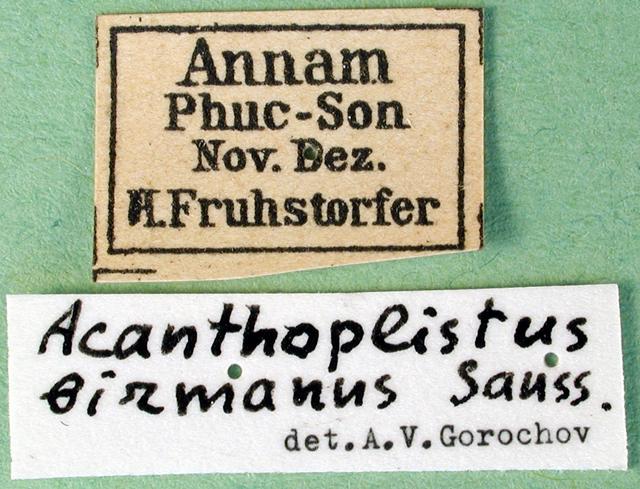 Annam
Phuc-Son
Nov. Dez.
H.Fruhstorfer
Acanthoplistus
birmanus Sauss.
det.A.V.Gorochov